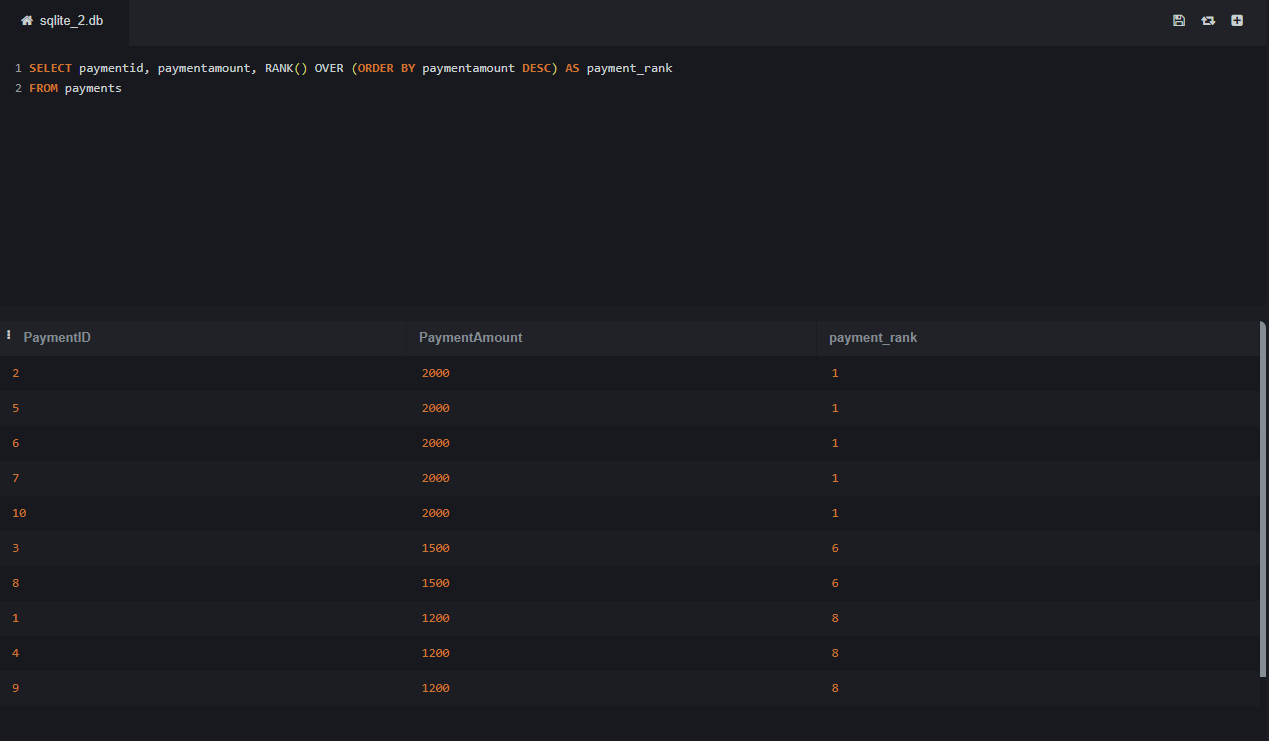 sqlite_2.db
1 SELECT paymentid, paymentamount, RANK() OVER (ORDER BY paymentamount DESC) AS payment_rank
2 FROM payments
PaymentID PaymentAmount payment_rank
2 2000 1
5 2000 1
6 2000 1
7 2000 1
10 2000 1
3 1500 6
8 1500 6
1 1200 8
4 1200 8
9 1200 8